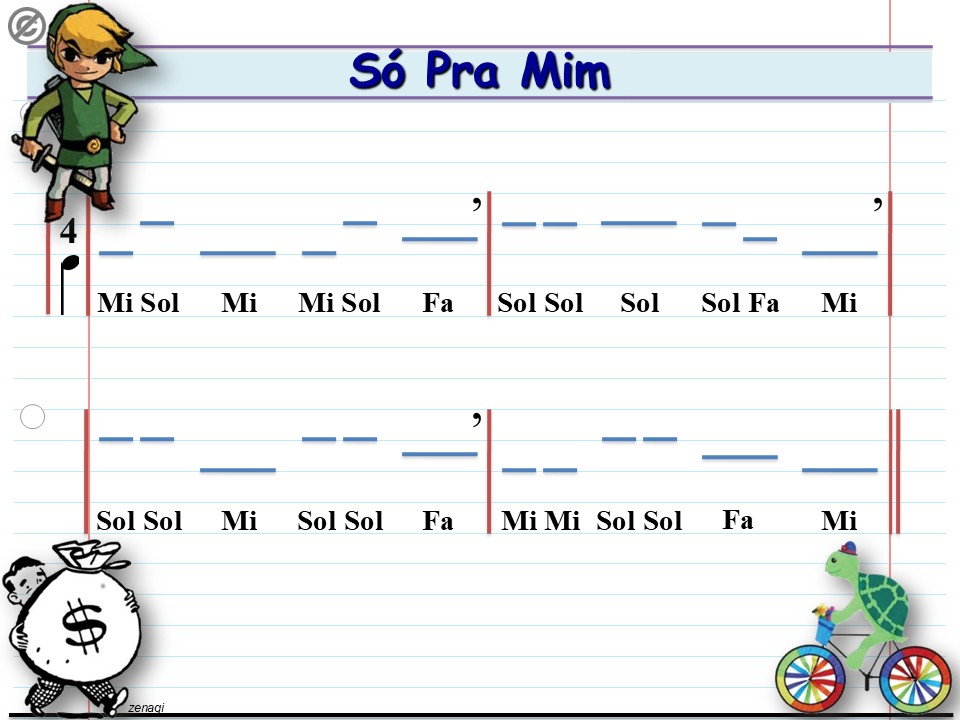 Só Pra Mim
4
, ,
Mi Sol Mi Mi Sol Fa Sol Sol Sol Sol Fa Mi
,
Sol Sol Mi Sol Sol Fa Mi Mi Sol Sol Fa Mi
$
zenaqi